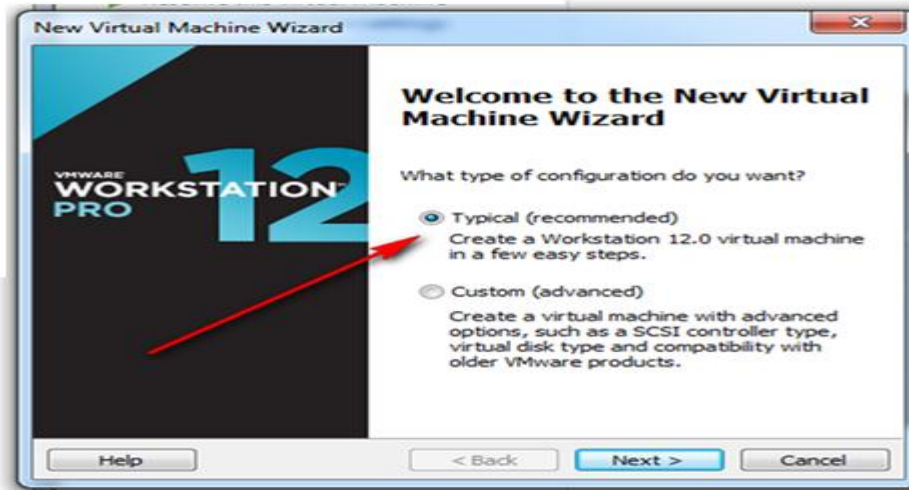 New Virtual Machine Wizard
Welcome to the New Virtual
Machine Wizard
VMWARE
WORKSTATION
PRO 12
What type of configuration do you want?
Typical (recommended)
Create a Workstation 12.0 virtual machine
in a few easy steps.
Custom (advanced)
Create a virtual machine with advanced
options, such as a SCSI controller type,
virtual disk type and compatibility with
older VMware products.
Help
< Back
Next >
Cancel